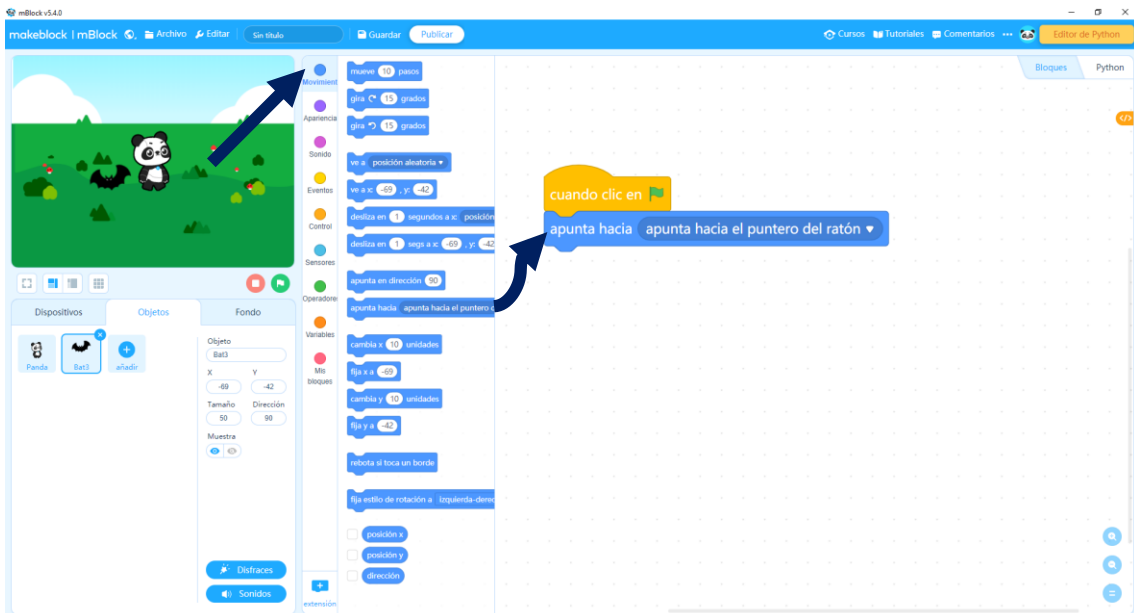 mBlock v5.4.0
makeblock | mBlock Archivo Editar Sin título Guardar Publicar Cursos Tutoriales Comentarios ••• Editor de Python
Bloques Python
Movimient
Apariencia
Sonido
Eventos
Control
Sensores
Operadore
Variables
Mis
bloques
extensión
mueve 10 pasos
gira 15 grados
gira 15 grados
ve a posición aleatoria
ve a x: -69 , y: -42
desliza en 1 segundos a x: posición
desliza en 1 segs a x: -69 , y: -42
apunta en dirección 90
apunta hacia apunta hacia el puntero d
cambia x 10 unidades
fija x a -69
cambia y 10 unidades
fija y a -42
rebota si toca un borde
fija estilo de rotación a izquierda-derec
posición x
posición y
dirección
cuando clic en
apunta hacia apunta hacia el puntero del ratón
</>
Dispositivos Objetos Fondo
Panda Bat3 añadir
Objeto
Bat3
X Y
-69 -42
Tamaño Dirección
50 90
Muestra
Disfraces
Sonidos